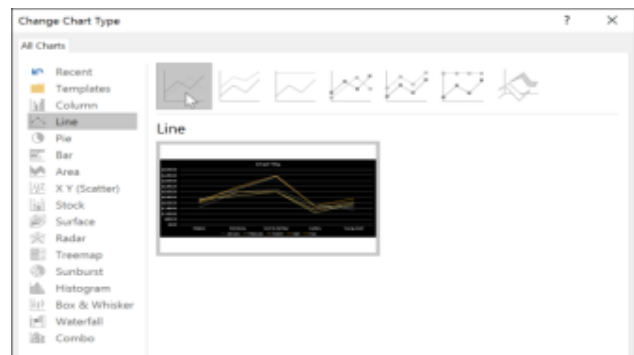 Change Chart Type
?
All Charts
Recent
Templates
Column
Line
Pie
Bar
Area
X Y (Scatter)
Stock
Surface
Radar
Treemap
Sunburst
Histogram
Box & Whisker
Waterfall
Combo
Line